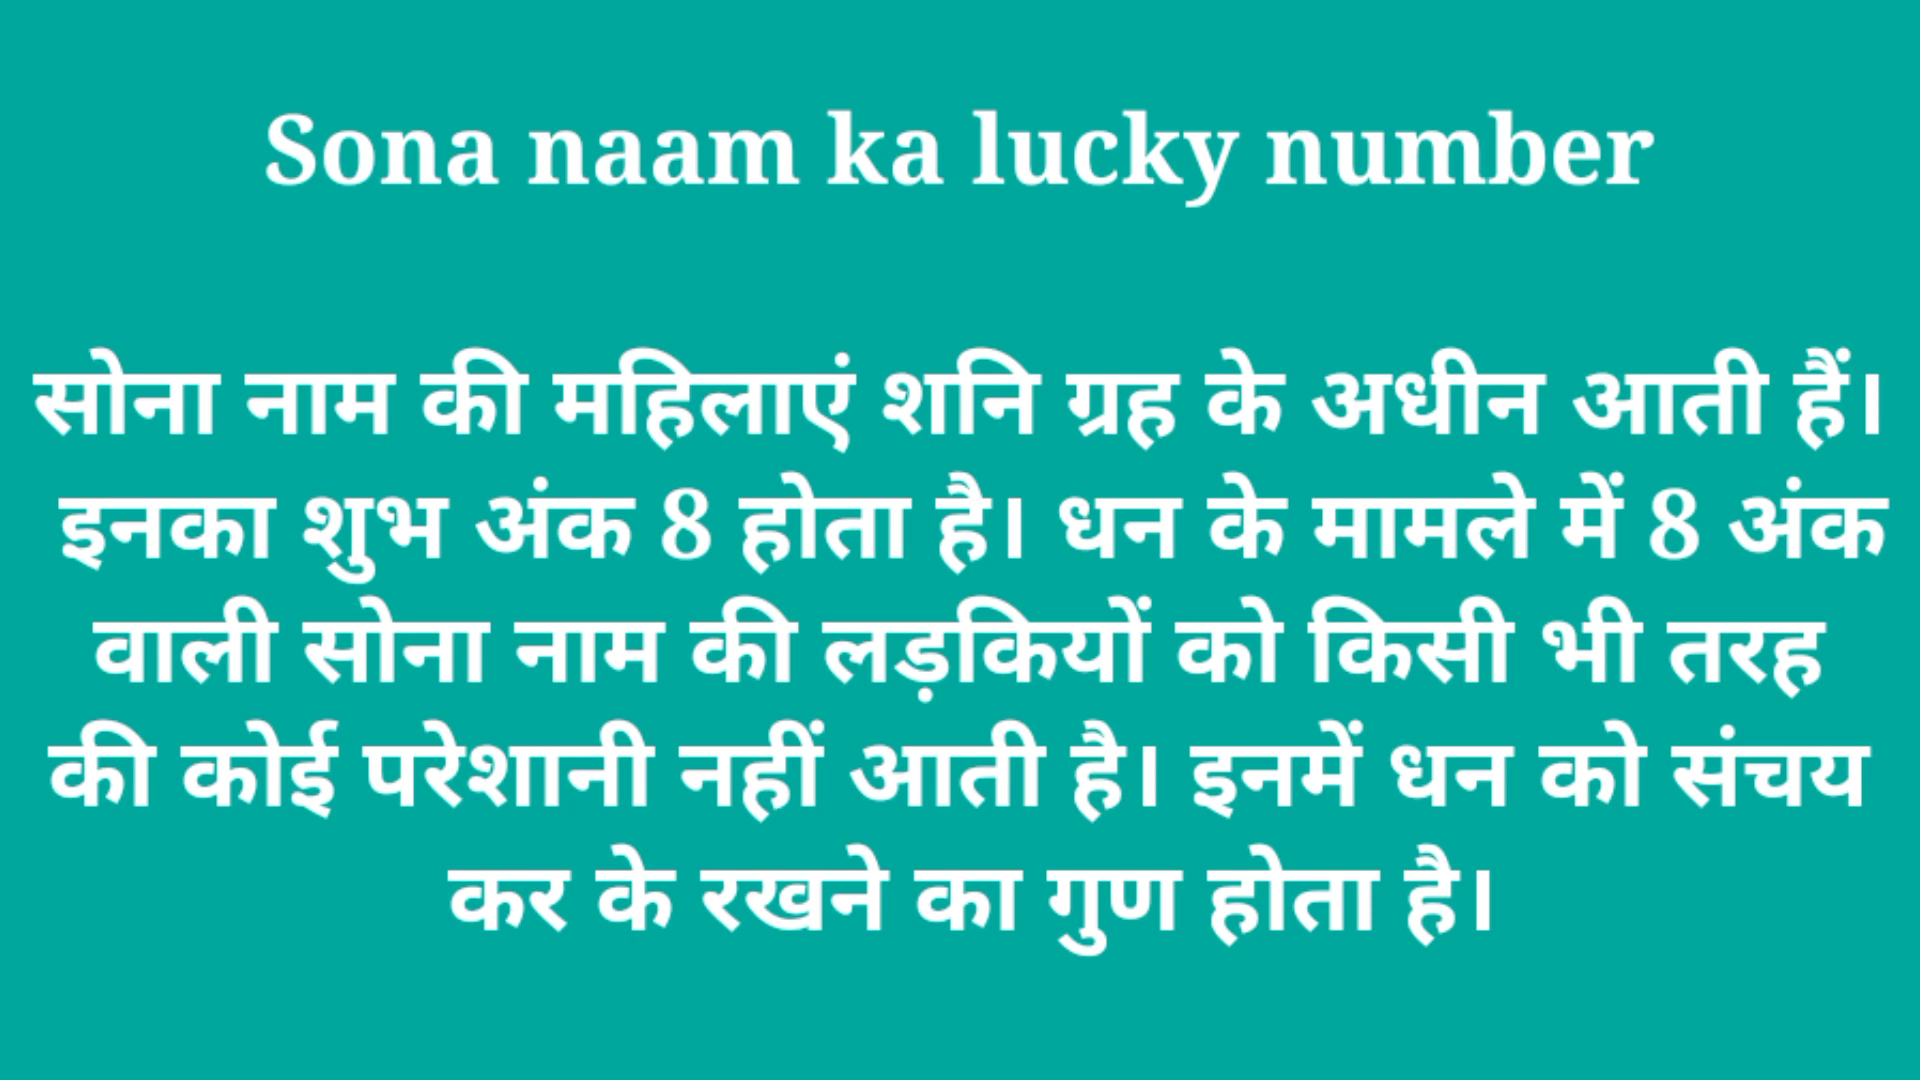 Sona naam ka lucky number
सोना नाम की महिलाएं शनि ग्रह के अधीन आती हैं।
इनका शुभ अंक 8 होता है। धन के मामले में 8 अंक
वाली सोना नाम की लड़कियों को किसी भी तरह
की कोई परेशानी नहीं आती है। इनमें धन को संचय
कर के रखने का गुण होता है।